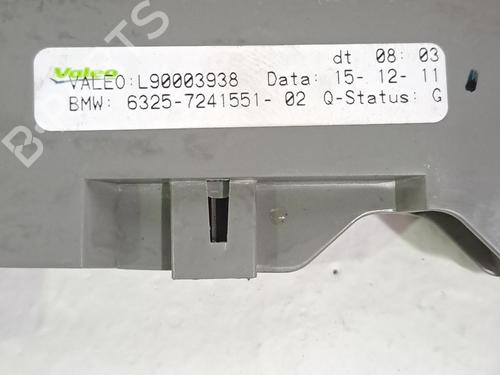 dt 08: 03
Valeo
VALEO:L90003938 Data: 15- 12- 11
BMW: 6325-7241551- 02 Q-Status: G